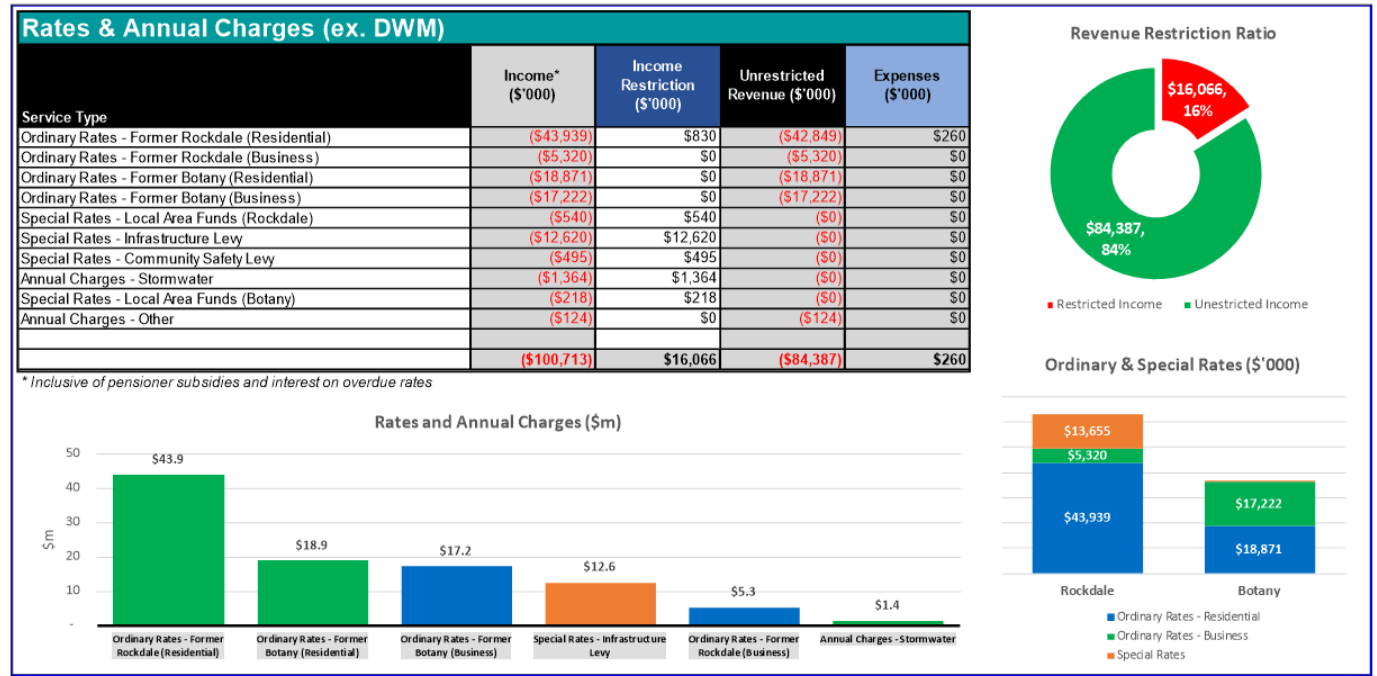 Rates & Annual Charges (ex. DWM)
Service Type | Income* ($'000) | Income Restriction ($'000) | Unrestricted Revenue ($'000) | Expenses ($'000)
Ordinary Rates - Former Rockdale (Residential) ($43,939) $830 ($42,849) $260
Ordinary Rates - Former Rockdale (Business) ($5,320) $0 ($5,320) $0
Ordinary Rates - Former Botany (Residential) ($18,871) $0 ($18,871) $0
Ordinary Rates - Former Botany (Business) ($17,222) $0 ($17,222) $0
Special Rates - Local Area Funds (Rockdale) ($540) $540 ($0) $0
Special Rates - Infrastructure Levy ($12,620) $12,620 ($0) $0
Special Rates - Community Safety Levy ($495) $495 ($0) $0
Annual Charges - Stormwater ($1,364) $1,364 ($0) $0
Special Rates - Local Area Funds (Botany) ($218) $218 ($0) $0
Annual Charges - Other ($124) $0 ($124) $0
($100,713) $16,066 ($84,387) $260
* Inclusive of pensioner subsidies and interest on overdue rates
Revenue Restriction Ratio
$16,066,
16%
$84,387,
84%
Restricted Income Unestricted Income
Rates and Annual Charges ($m)
$m
50
40
30
20
10
-
$43.9
$18.9
$17.2
$12.6
$5.3
$1.4
Ordinary Rates - Former
Rockdale (Residential)
Ordinary Rates - Former
Botany (Residential)
Ordinary Rates - Former
Botany (Business)
Special Rates - Infrastructure
Levy
Ordinary Rates - Former
Rockdale (Business)
Annual Charges - Stormwater
Ordinary & Special Rates ($'000)
$13,655
$5,320
$43,939
$17,222
$18,871
Rockdale Botany
Ordinary Rates - Residential
Ordinary Rates - Business
Special Rates